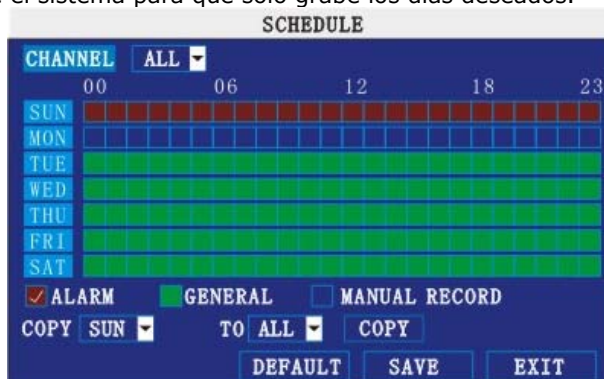 el sistema para que solo grabe los días deseados.
SCHEDULE
CHANNEL ALL
00 06 12 18 23
SUN
MON
TUE
WED
THU
FRI
SAT
ALARM GENERAL MANUAL RECORD
COPY SUN TO ALL COPY
DEFAULT SAVE EXIT